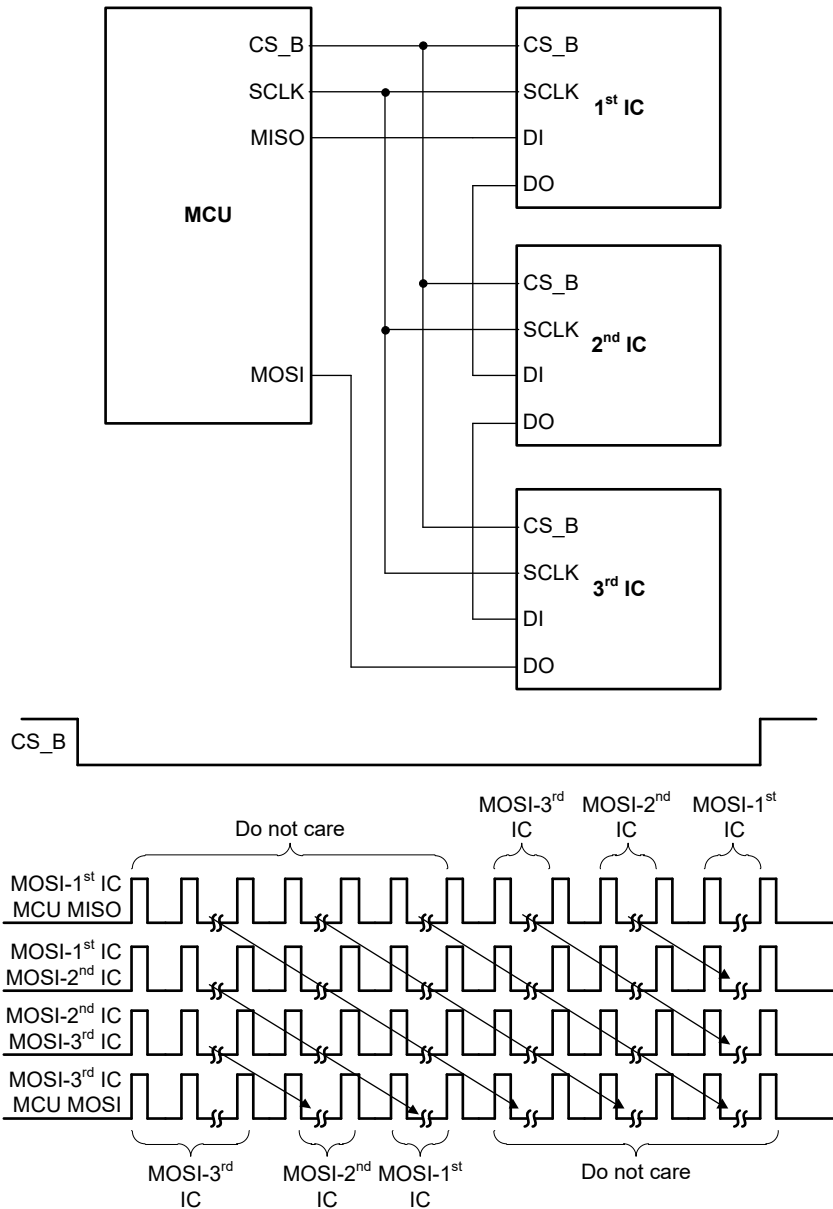 CS_B
SCLK
MISO
MCU
MOSI
CS_B
SCLK
1st IC
DI
DO
CS_B
SCLK
2nd IC
DI
DO
CS_B
SCLK
3rd IC
DI
DO
CS_B
Do not care
MOSI-3rd
IC
MOSI-2nd
IC
MOSI-1st
IC
MOSI-1st IC
MCU MISO
MOSI-1st IC
MOSI-2nd IC
MOSI-2nd IC
MOSI-3rd IC
MOSI-3rd IC
MCU MOSI
MOSI-3rd
IC
MOSI-2nd
IC
MOSI-1st
IC
Do not care